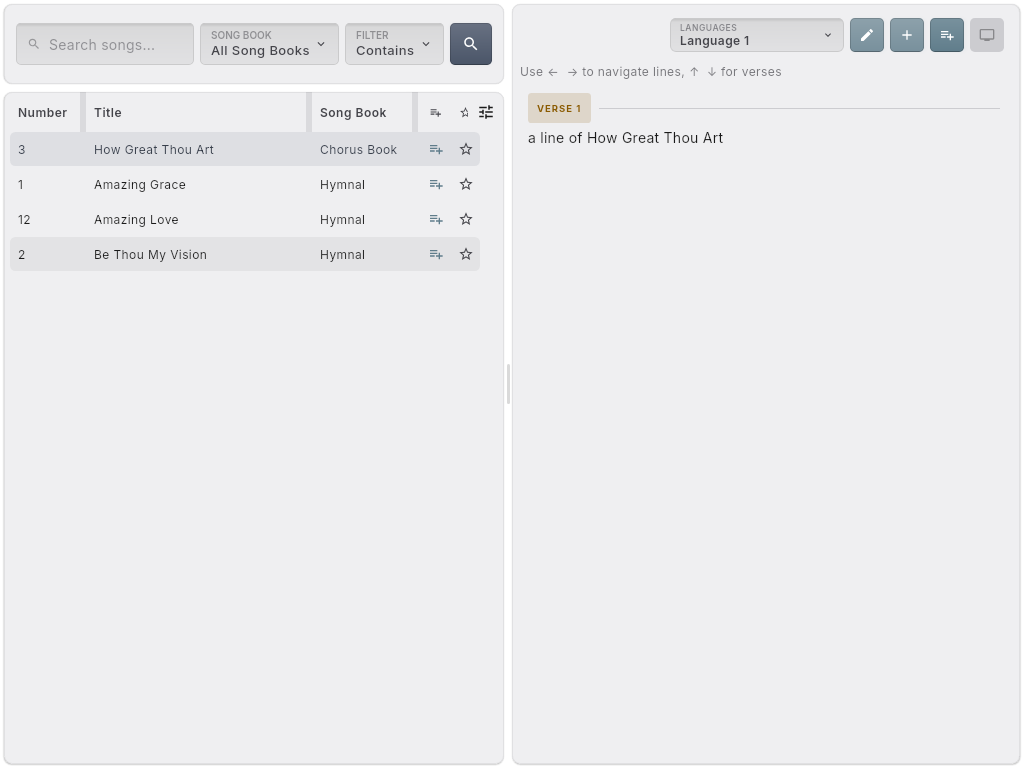 Search songs...
SONG BOOK
All Song Books
FILTER
Contains
Number Title Song Book
3 How Great Thou Art Chorus Book
1 Amazing Grace Hymnal
12 Amazing Love Hymnal
2 Be Thou My Vision Hymnal
LANGUAGES
Language 1
Use ← → to navigate lines, ↑ ↓ for verses
VERSE 1
a line of How Great Thou Art